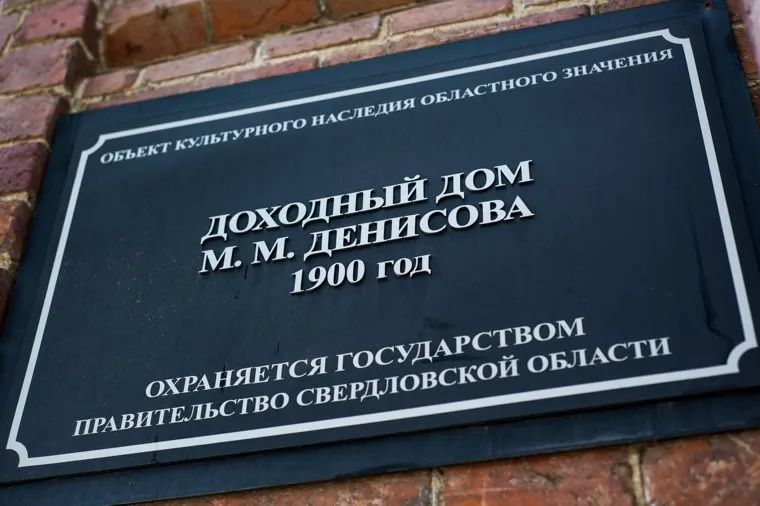 ОБЪЕКТ КУЛЬТУРНОГО НАСЛЕДИЯ ОБЛАСТНОГО ЗНАЧЕНИЯ
ДОХОДНЫЙ ДОМ
М. М. ДЕНИСОВА
1900 год
ОХРАНЯЕТСЯ ГОСУДАРСТВОМ
ПРАВИТЕЛЬСТВО СВЕРДЛОВСКОЙ ОБЛАСТИ